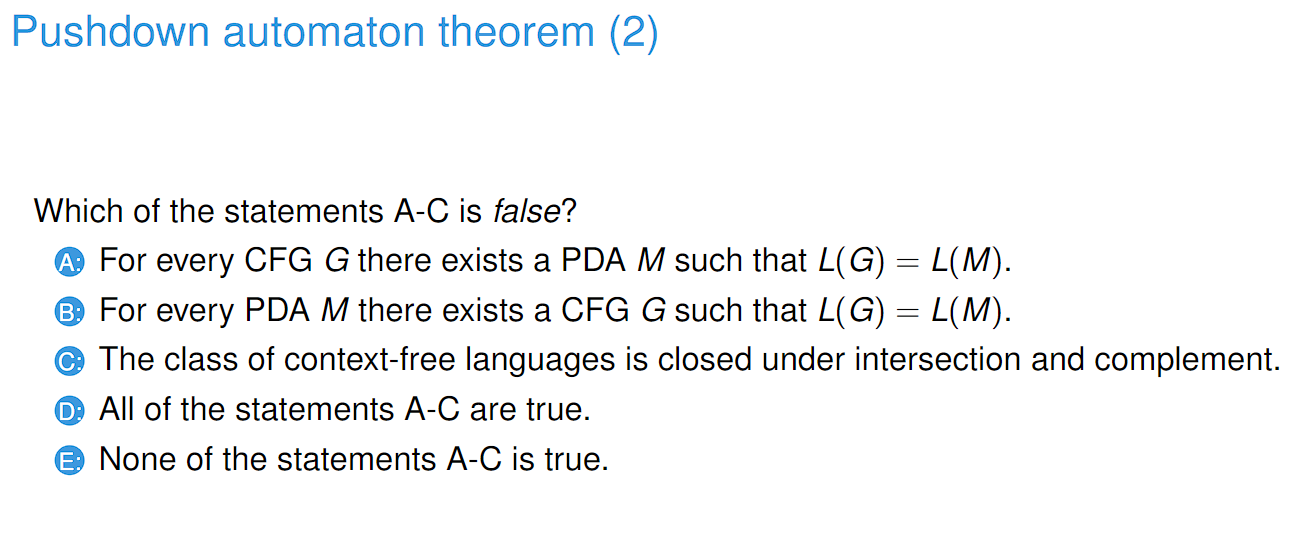 Pushdown automaton theorem (2)
Which of the statements A-C is false?
A: For every CFG G there exists a PDA M such that L(G) = L(M).
B: For every PDA M there exists a CFG G such that L(G) = L(M).
C: The class of context-free languages is closed under intersection and complement.
D: All of the statements A-C are true.
E: None of the statements A-C is true.